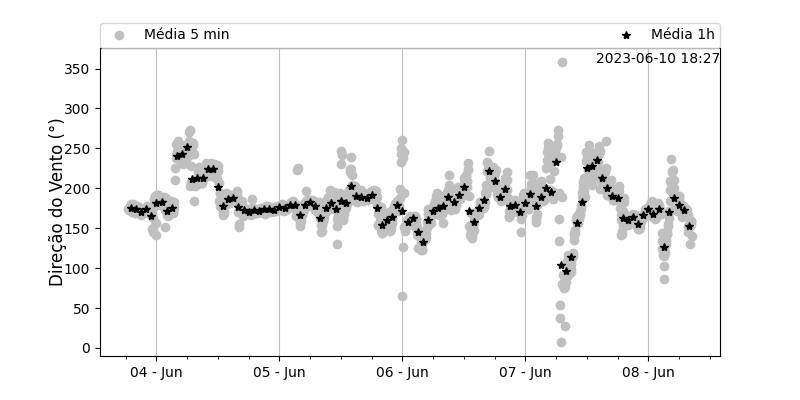 Média 5 min
Média 1h
2023-06-10 18:27
Direção do Vento (°)
350
300
250
200
150
100
50
0
04 - Jun
05 - Jun
06 - Jun
07 - Jun
08 - Jun